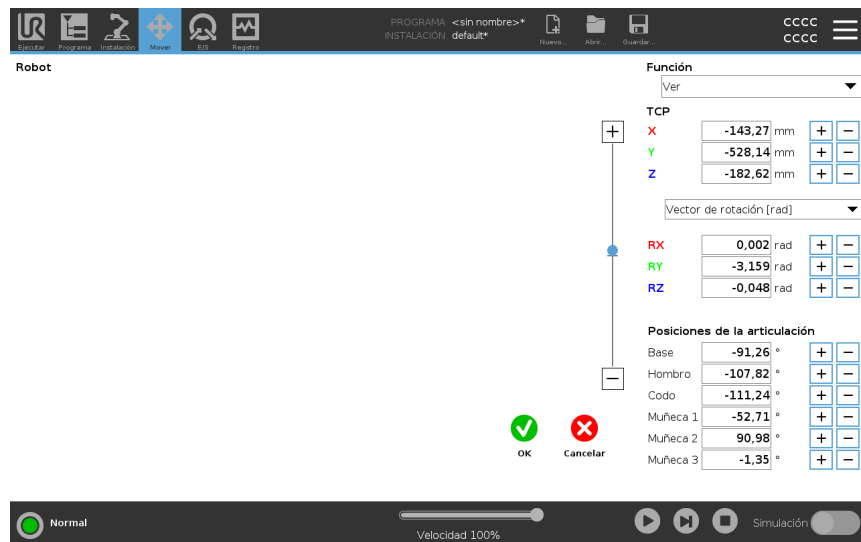 PROGRAMA <sin nombre>*
INSTALACIÓN default*
CCCC
CCCC
Ejecutar Programa Instalación Mover E/S Registro Nuevo... Abrir... Guardar...
Robot
Función
Ver
TCP
X -143,27 mm + −
Y -528,14 mm + −
Z -182,62 mm + −
Vector de rotación [rad]
RX 0,002 rad + −
RY -3,159 rad + −
RZ -0,048 rad + −
Posiciones de la articulación
Base -91,26 ° + −
Hombro -107,82 ° + −
Codo -111,24 ° + −
Muñeca 1 -52,71 ° + −
Muñeca 2 90,98 ° + −
Muñeca 3 -1,35 ° + −
OK Cancelar
Normal
Velocidad 100%
Simulación